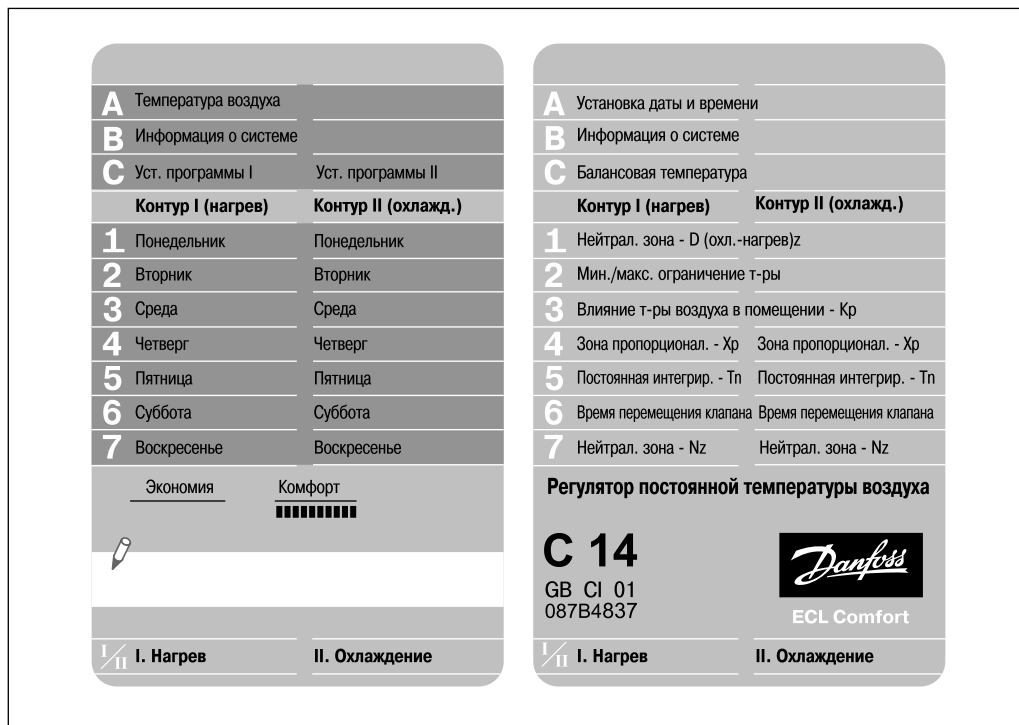 A Температура воздуха
B Информация о системе
C Уст. программы I Уст. программы II
Контур I (нагрев) Контур II (охлажд.)
1 Понедельник Понедельник
2 Вторник Вторник
3 Среда Среда
4 Четверг Четверг
5 Пятница Пятница
6 Суббота Суббота
7 Воскресенье Воскресенье
Экономия Комфорт
I/II I. Нагрев II. Охлаждение
A Установка даты и времени
B Информация о системе
C Балансовая температура
Контур I (нагрев) Контур II (охлажд.)
1 Нейтрал. зона - D (охл.-нагрев)z
2 Мин./макс. ограничение т-ры
3 Влияние т-ры воздуха в помещении - Кр
4 Зона пропорционал. - Хр Зона пропорционал. - Хр
5 Постоянная интегрир. - Tn Постоянная интегрир. - Tn
6 Время перемещения клапана Время перемещения клапана
7 Нейтрал. зона - Nz Нейтрал. зона - Nz
Регулятор постоянной температуры воздуха
C 14
GB CI 01
087B4837
Danfoss
ECL Comfort
I/II I. Нагрев II. Охлаждение